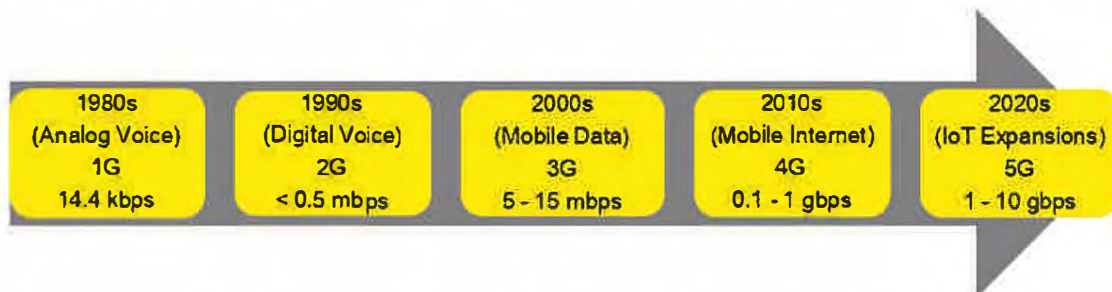 1980s
(Analog Voice)
1G
14.4 kbps
1990s
(Digital Voice)
2G
< 0.5 mbps
2000s
(Mobile Data)
3G
5 - 15 mbps
2010s
(Mobile Internet)
4G
0.1 - 1 gbps
2020s
(IoT Expansions)
5G
1 - 10 gbps